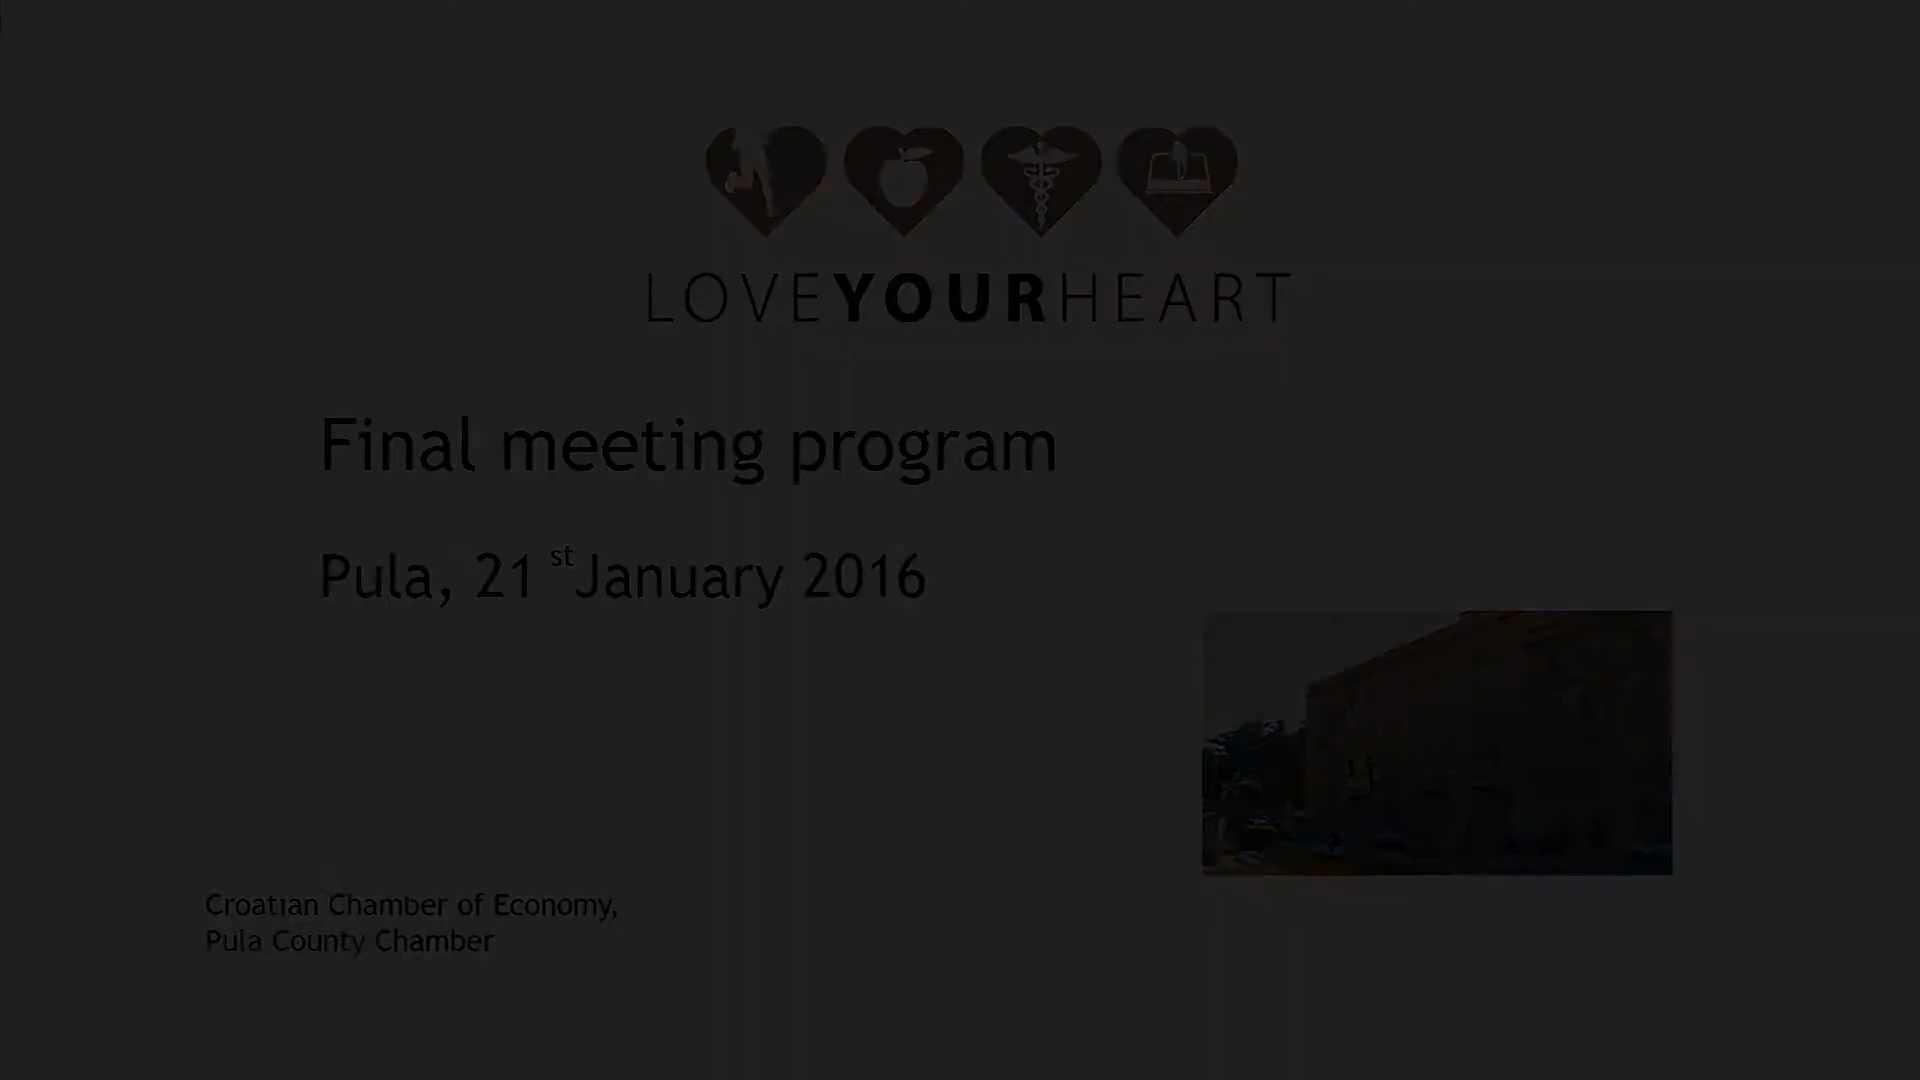 LOVEYOURHEART
Final meeting program
Pula, 21 st January 2016
Croatian Chamber of Economy,
Pula County Chamber